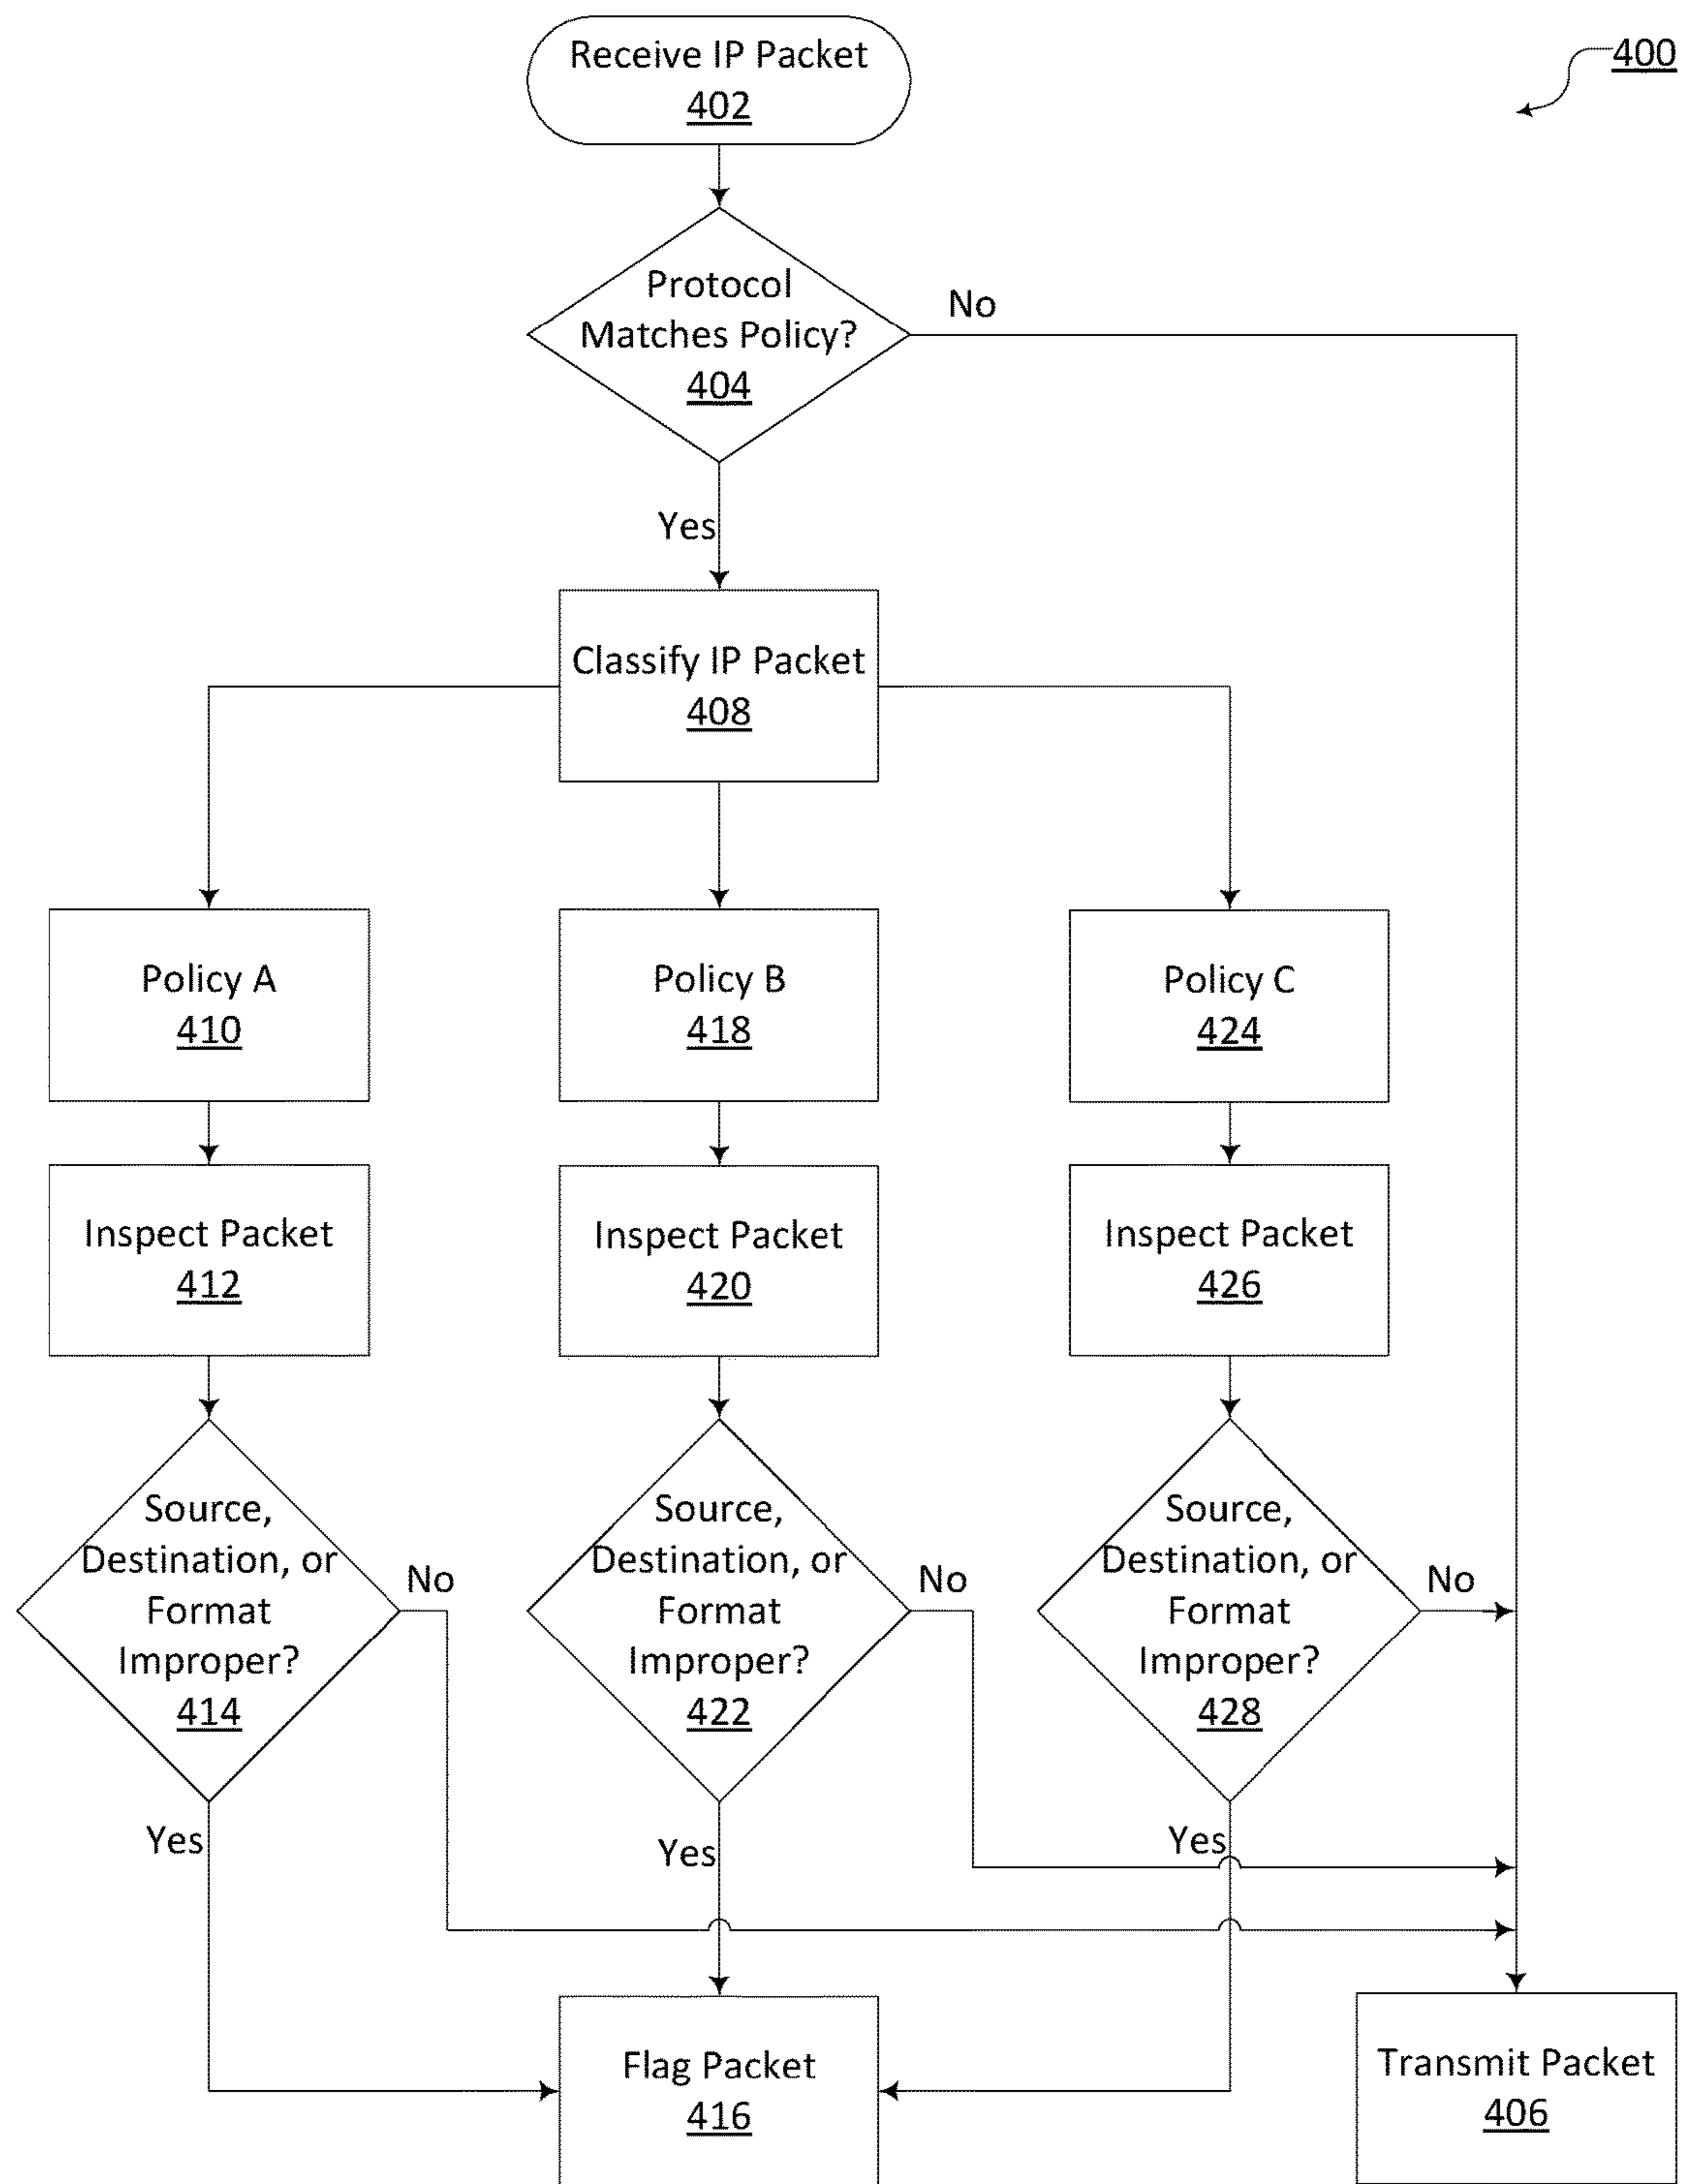 Receive IP Packet
402
400
Protocol
Matches Policy?
404
No
Yes
Classify IP Packet
408
Policy A
410
Policy B
418
Policy C
424
Inspect Packet
412
Inspect Packet
420
Inspect Packet
426
Source,
Destination, or
Format
Improper?
414
No
Source,
Destination, or
Format
Improper?
422
No
Source,
Destination, or
Format
Improper?
428
No
Yes
Yes
Yes
Flag Packet
416
Transmit Packet
406